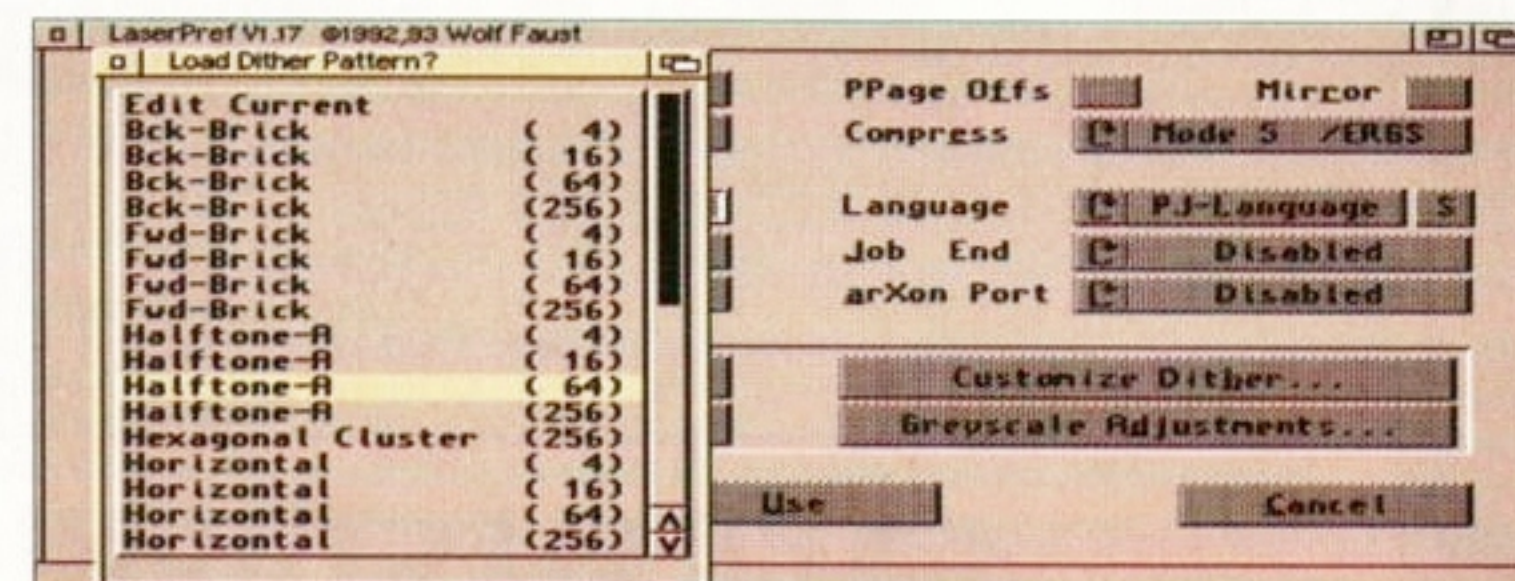 LaserPref V1.17 ©1992,93 Wolf Faust
Load Dither Pattern?
Edit Current
Bck-Brick ( 4)
Bck-Brick ( 16)
Bck-Brick ( 64)
Bck-Brick (256)
Fwd-Brick ( 4)
Fwd-Brick ( 16)
Fwd-Brick ( 64)
Fwd-Brick (256)
Halftone-A ( 4)
Halftone-A ( 16)
Halftone-A ( 64)
Halftone-A (256)
Hexagonal Cluster (256)
Horizontal ( 4)
Horizontal ( 16)
Horizontal ( 64)
Horizontal (256)
PPage Offs Mirror
Compress Mode 5 /ERGS
Language PJ-Language S
Job End Disabled
arXon Port Disabled
Customize Dither...
Greyscale Adjustments...
Use Cancel